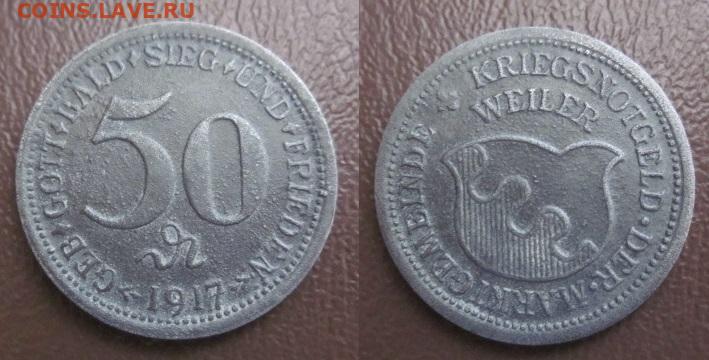 COINS.LAVE.RU
GEB·GOTT·BALD·SIEG·UND·FRIEDEN
50
₰
1917
KRIEGSNOTGELD·DER·MARKTGEMEINDE
WEILER